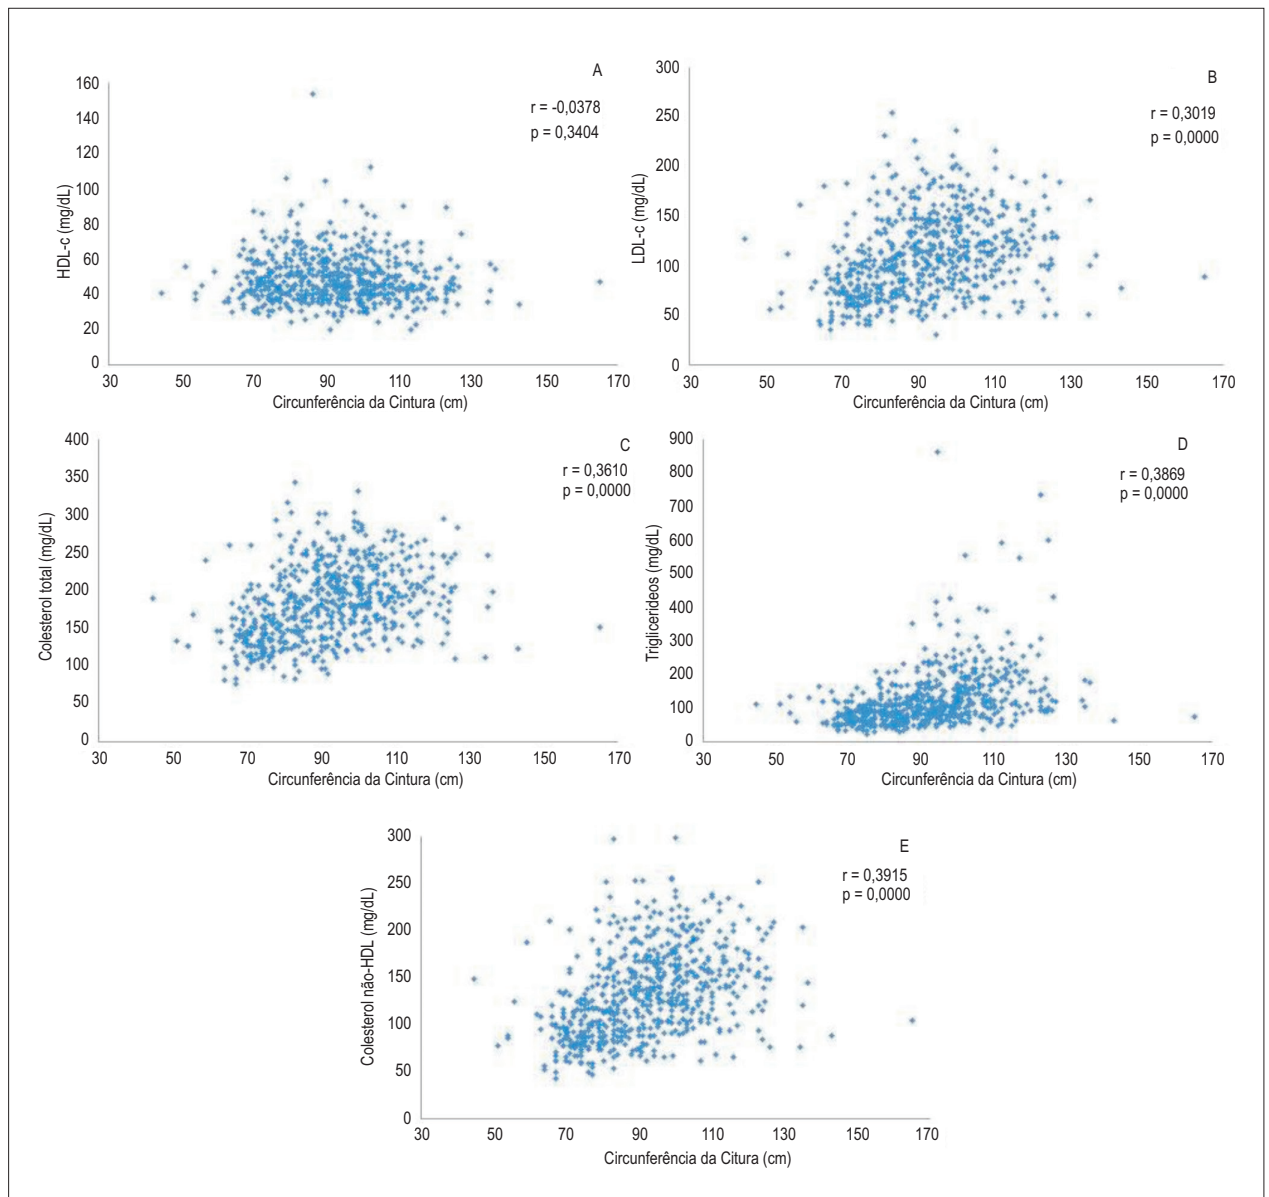 A
r = -0,0378
p = 0,3404
HDL-c (mg/dL)
160
140
120
100
80
60
40
20
0
30 50 70 90 110 130 150 170
Circunferência da Cintura (cm)
B
r = 0,3019
p = 0,0000
LDL-c (mg/dL)
300
250
200
150
100
50
0
30 50 70 90 110 130 150 170
Circunferência da Cintura (cm)
C
r = 0,3610
p = 0,0000
Colesterol total (mg/dL)
400
350
300
250
200
150
100
50
0
30 50 70 90 110 130 150 170
Circunferência da Cintura (cm)
D
r = 0,3869
p = 0,0000
Triglicerideos (mg/dL)
900
800
700
600
500
400
300
200
100
0
30 50 70 90 110 130 150 170
Circunferência da Cintura (cm)
E
r = 0,3915
p = 0,0000
Colesterol não-HDL (mg/dL)
300
250
200
150
100
50
0
30 50 70 90 110 130 150 170
Circunferência da Citura (cm)